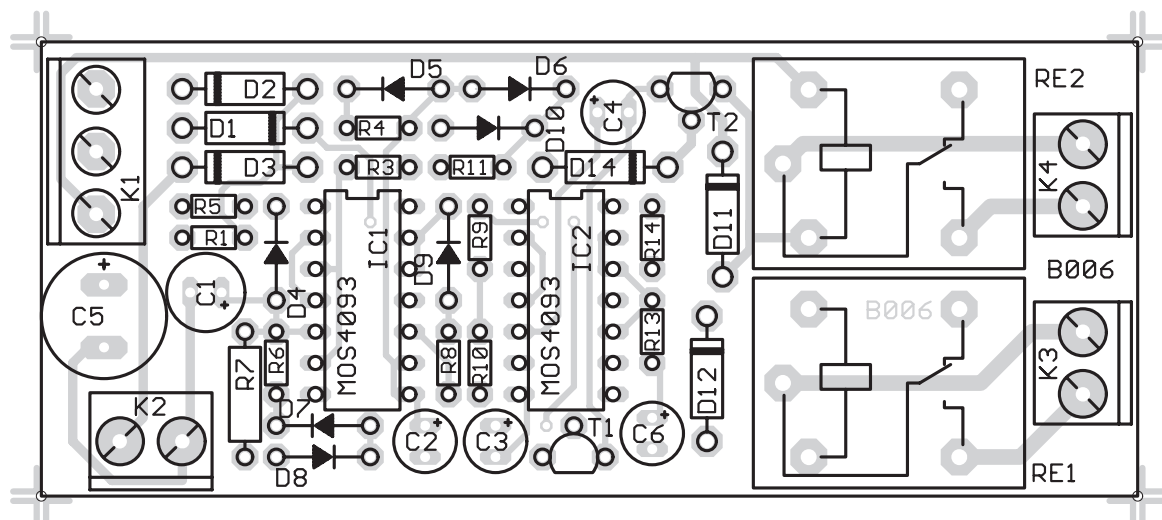 D5
D6
RE2
D2
D1
R4
D10
C4
T2
D3
R3
R11
D14
K1
K4
R5
R1
IC1
R9
IC2
R14
D11
D9
B006
C5
C1
D4
MOS4093
MOS4093
R13
B006
R7
R6
R8
R10
D12
K3
K2
D7
C2
C3
T1
C6
D8
RE1